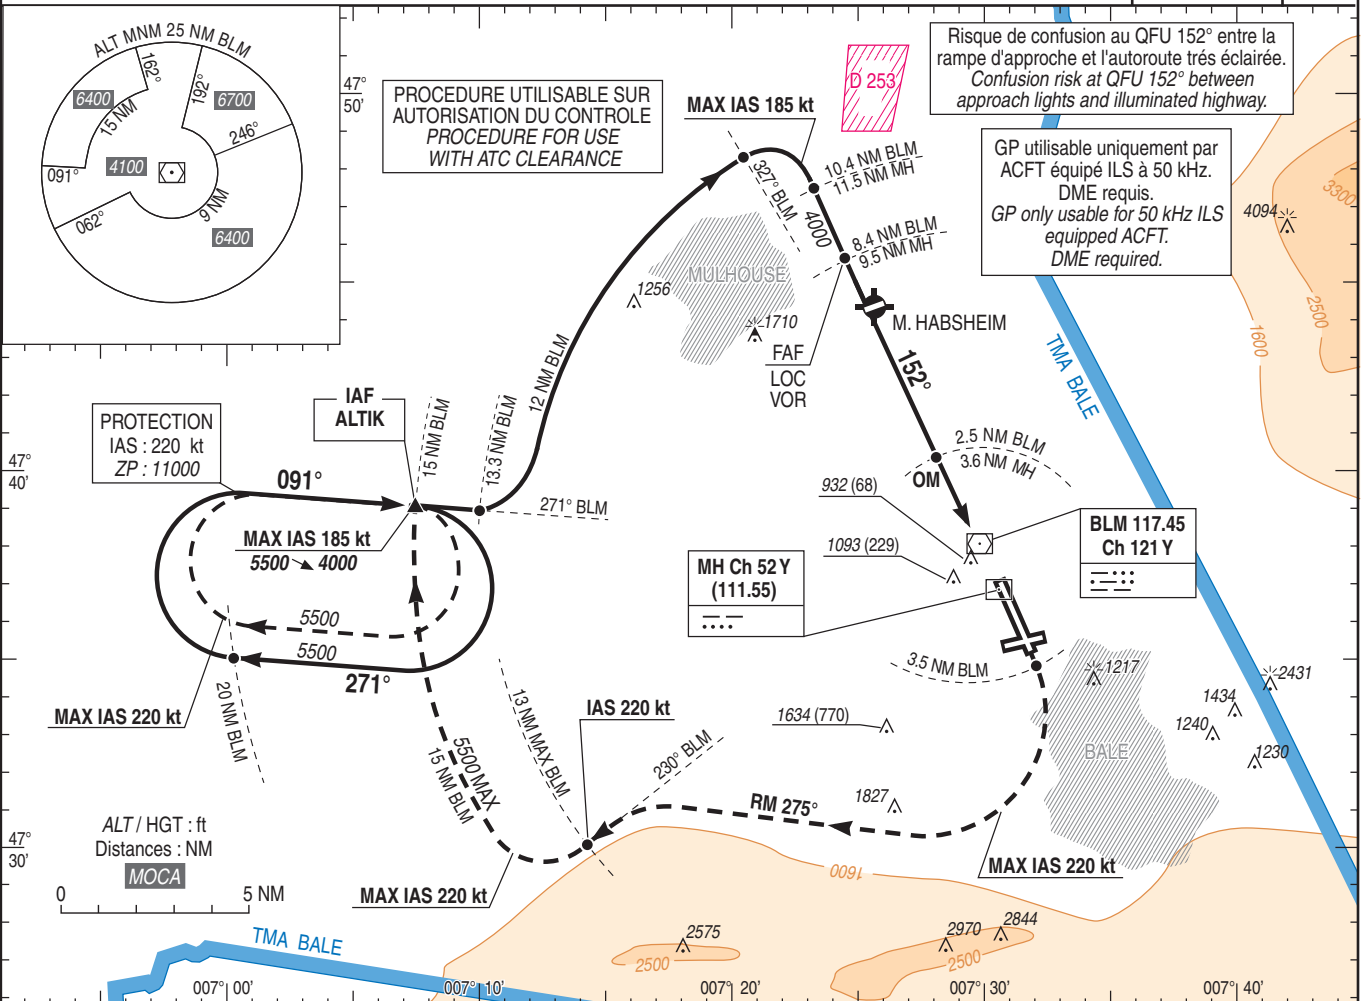 ALT MNM 25 NM BLM
162°
192°
6400
15 NM
6700
246°
4100
091°
062°
9 NM
6400
PROCEDURE UTILISABLE SUR
AUTORISATION DU CONTROLE
PROCEDURE FOR USE
WITH ATC CLEARANCE
MAX IAS 185 kt
D 253
Risque de confusion au QFU 152° entre la
rampe d'approche et l'autoroute trés éclairée.
Confusion risk at QFU 152° between
approach lights and illuminated highway.
GP utilisable uniquement par
ACFT équipé ILS à 50 kHz.
DME requis.
GP only usable for 50 kHz ILS
equipped ACFT.
DME required.
47°
50'
327° BLM
10.4 NM BLM
11.5 NM MH
4000
8.4 NM BLM
9.5 NM MH
4094
3300
2500
1600
MULHOUSE
1256
1710
M. HABSHEIM
FAF
LOC
VOR
152°
TMA BALE
12 NM BLM
IAF
ALTIK
15 NM BLM
13.3 NM BLM
271° BLM
PROTECTION
IAS : 220 kt
ZP : 11000
47°
40'
091°
MAX IAS 185 kt
5500 ➘ 4000
2.5 NM BLM
3.6 NM MH
OM
932 (68)
1093 (229)
BLM 117.45
Ch 121 Y
MH Ch 52 Y
(111.55)
5500
5500
271°
MAX IAS 220 kt
20 NM BLM
3.5 NM BLM
1217
2431
1434
1240
1230
BALE
1634 (770)
IAS 220 kt
13 NM MAX BLM
230° BLM
5500 MAX
15 NM BLM
RM 275°
1827
MAX IAS 220 kt
MAX IAS 220 kt
1600
47°
30'
ALT / HGT : ft
Distances : NM
MOCA
0
5 NM
TMA BALE
2575
2500
2970
2844
2500
007° 00'
007° 10'
007° 20'
007° 30'
007° 40'